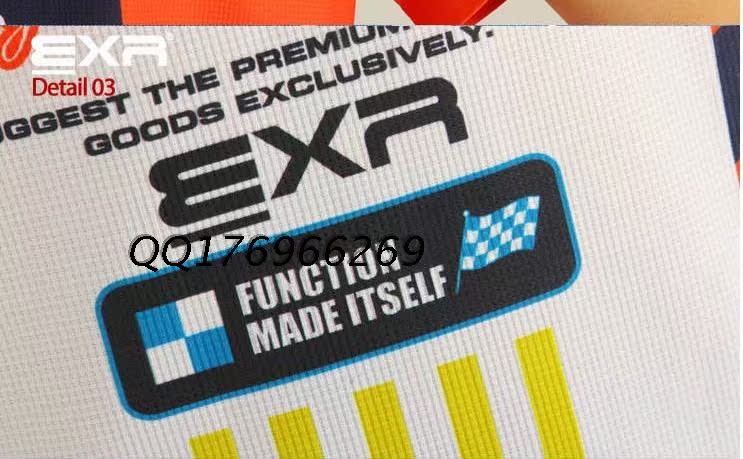 EXR
Detail 03
GGEST THE PREMIUM
GOODS EXCLUSIVELY.
EXR
QQ176966269
FUNCTION
MADE ITSELF